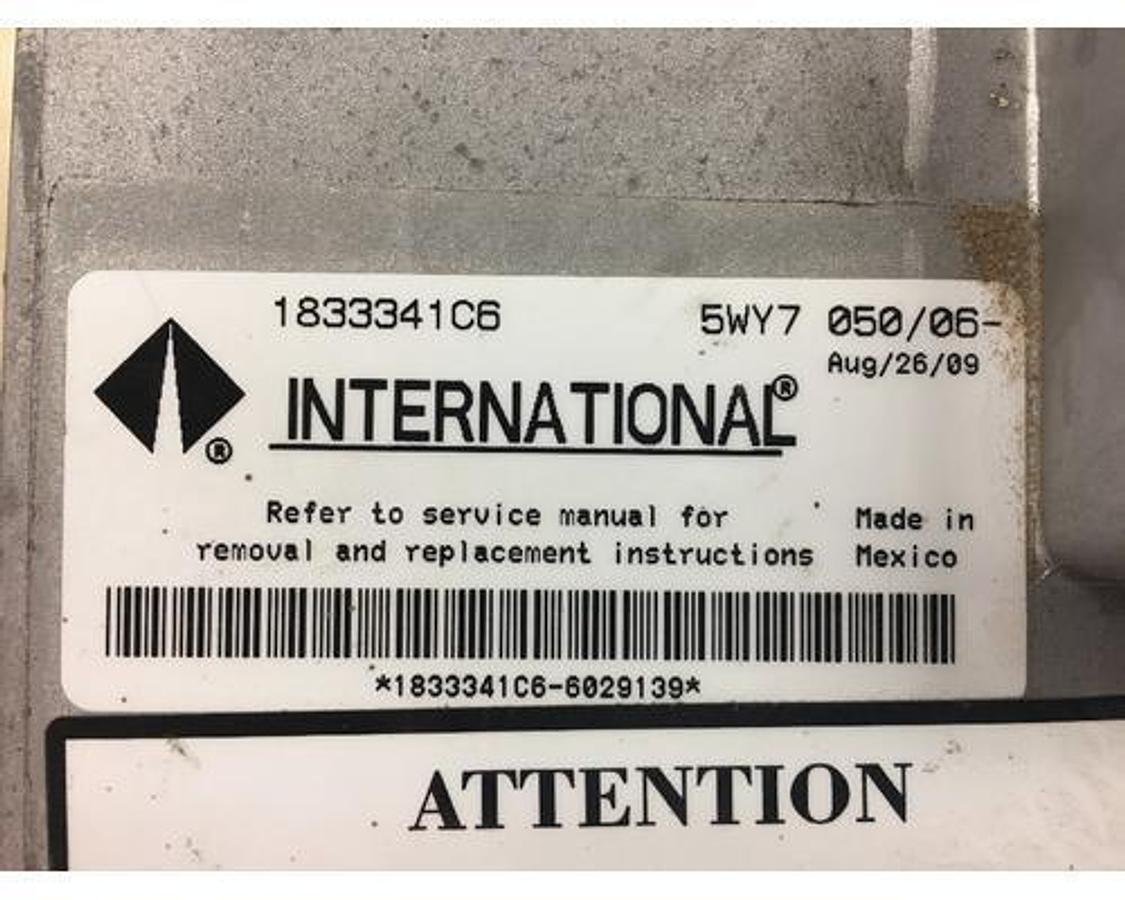 1833341C6 5WY7 050/06-
Aug/26/09
INTERNATIONAL®
®
Refer to service manual for Made in
removal and replacement instructions Mexico
*1833341C6-6029139*
ATTENTION